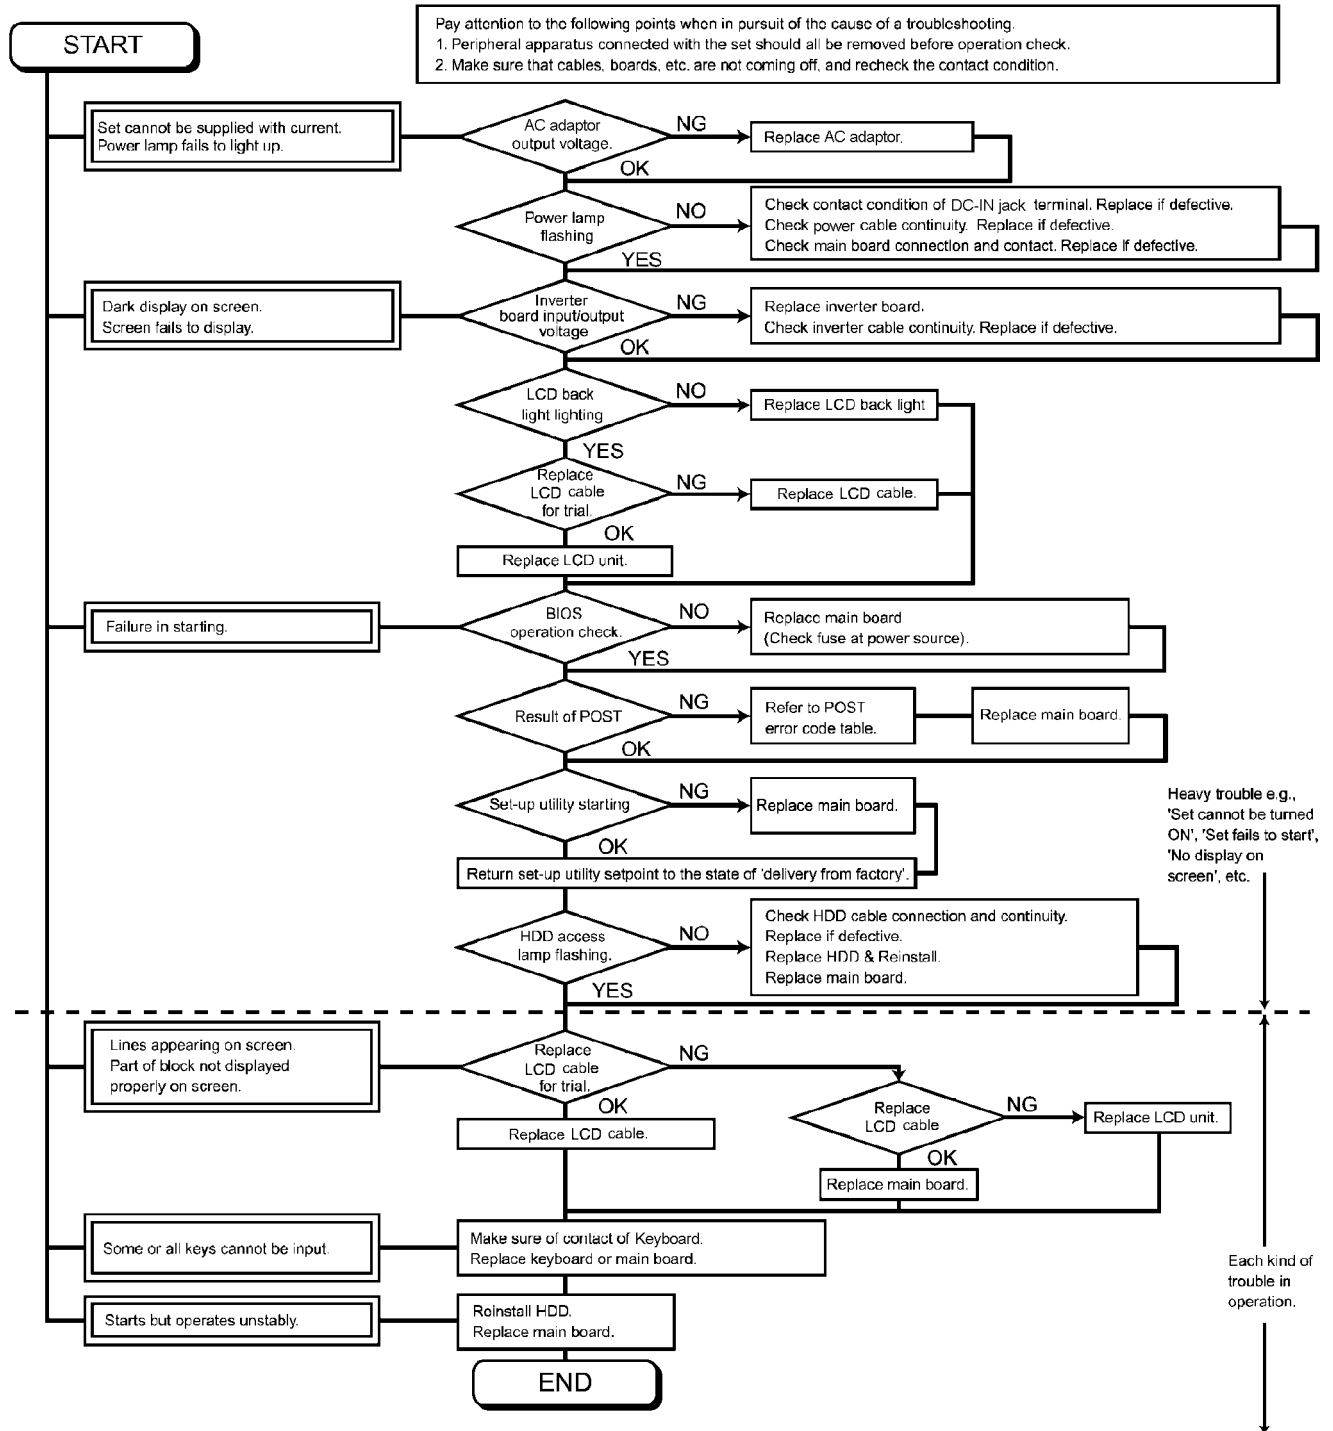 START
Pay attention to the following points when in pursuit of the cause of a troubleshooting.
1. Peripheral apparatus connected with the set should all be removed before operation check.
2. Make sure that cables, boards, etc. are not coming off, and recheck the contact condition.
Set cannot be supplied with current.
Power lamp fails to light up.
AC adaptor
output voltage.
NG
Replace AC adaptor.
OK
Power lamp
flashing
NO
Check contact condition of DC-IN jack terminal. Replace if defective.
Check power cable continuity. Replace if defective.
Check main board connection and contact. Replace If defective.
YES
Dark display on screen.
Screen fails to display.
Inverter
board input/output
voltage
NG
Replace inverter board.
Check inverter cable continuity. Replace if defective.
OK
LCD back
light lighting
NO
Replace LCD back light
YES
Replace
LCD cable
for trial.
NG
Replace LCD cable.
OK
Replace LCD unit.
Failure in starting.
BIOS
operation check.
NO
Replace main board
(Check fuse at power source).
YES
Result of POST
NG
Refer to POST
error code table.
Replace main board.
OK
Set-up utility starting
NG
Replace main board.
OK
Return set-up utility setpoint to the state of 'delivery from factory'.
Heavy trouble e.g.,
'Set cannot be turned
ON', 'Set fails to start',
'No display on
screen', etc.
HDD access
lamp flashing.
NO
Check HDD cable connection and continuity.
Replace if defective.
Replace HDD & Reinstall.
Replace main board.
YES
Lines appearing on screen.
Part of block not displayed
properly on screen.
Replace
LCD cable
for trial.
NG
OK
Replace LCD cable.
Replace
LCD cable
NG
Replace LCD unit.
OK
Replace main board.
Some or all keys cannot be input.
Make sure of contact of Keyboard.
Replace keyboard or main board.
Each kind of
trouble in
operation.
Starts but operates unstably.
Reinstall HDD.
Replace main board.
END